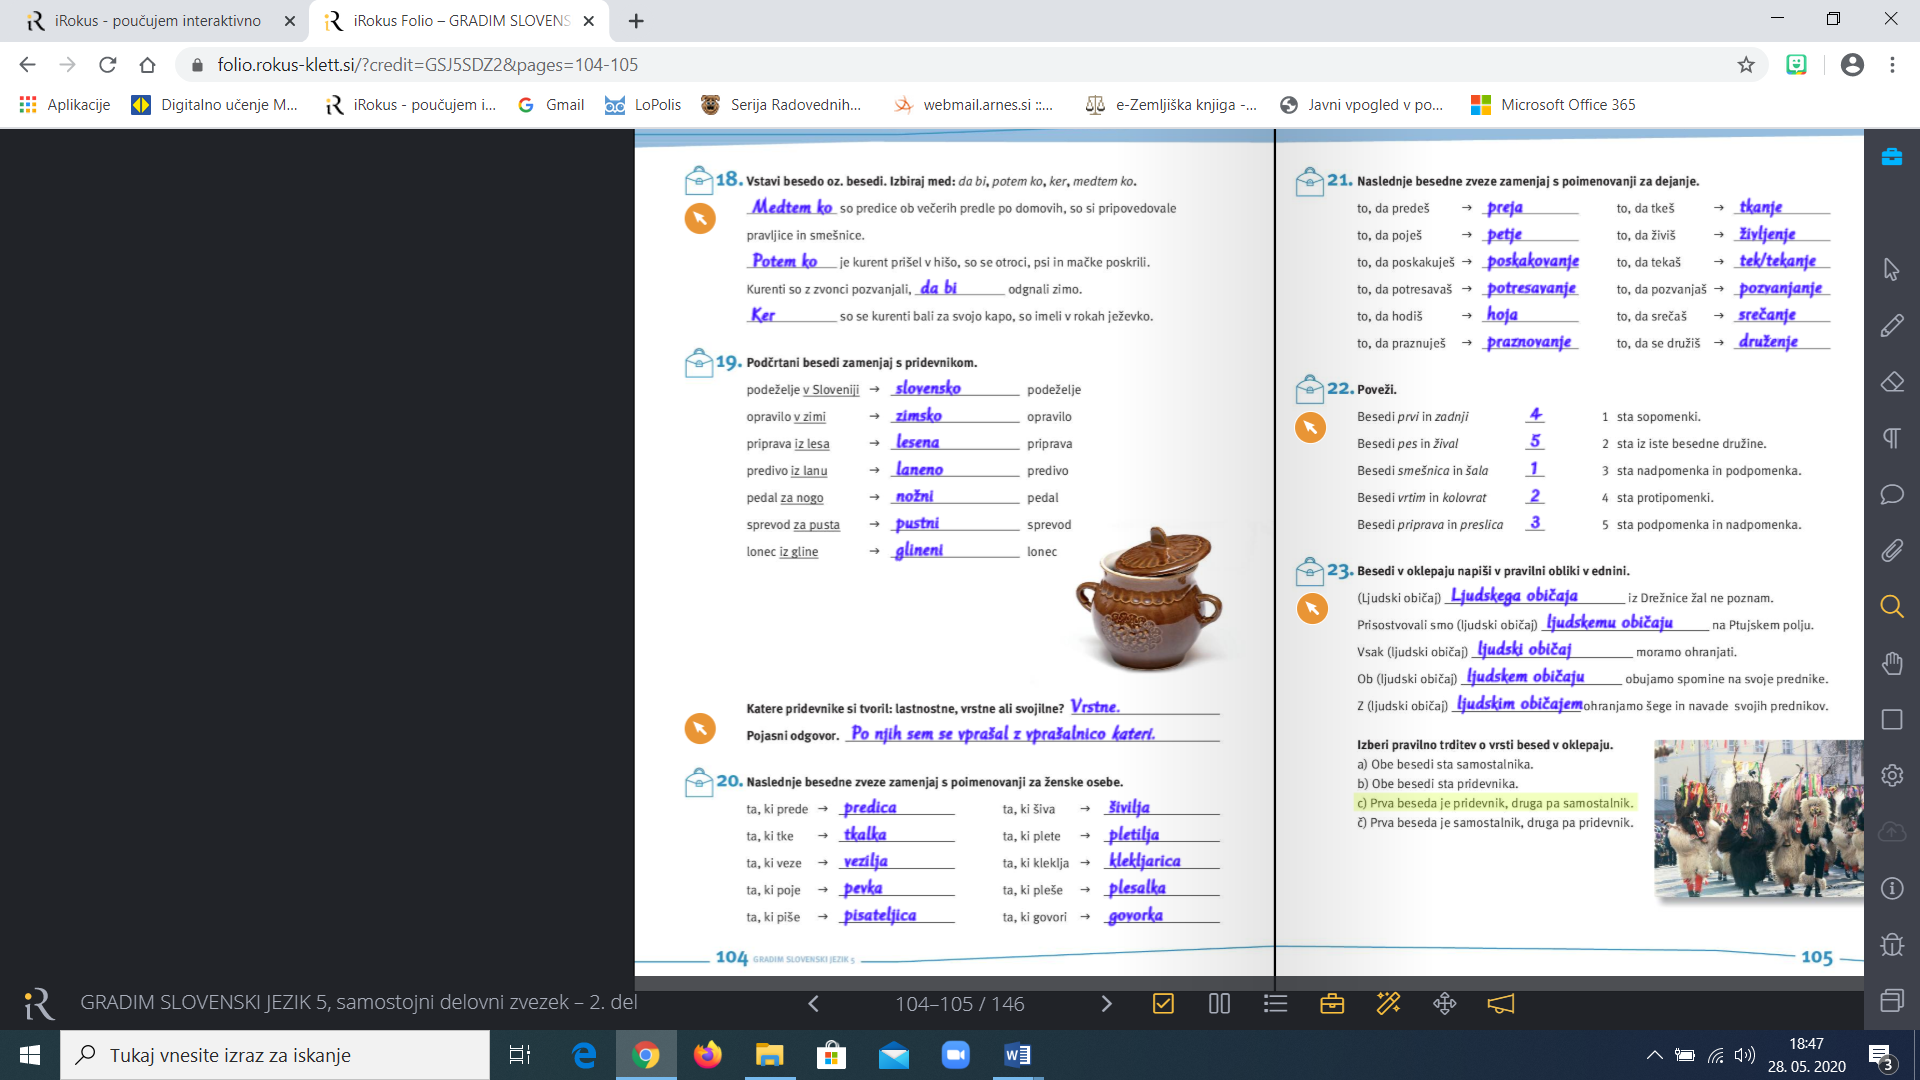 iRokus - poučujem interaktivno
iRokus Folio – GRADIM SLOVENS
folio.rokus-klett.si/?credit=GSJ5SDZ2&pages=104-105
Aplikacije
Digitalno učenje M...
iRokus - poučujem i...
Gmail
LoPolis
Serija Radovednih...
webmail.arnes.si ::...
e-Zemljiška knjiga -...
Javni vpogled v po...
Microsoft Office 365
18. Vstavi besedo oz. besedi. Izbiraj med: da bi, potem ko, ker, medtem ko.
Medtem ko so predice ob večerih predle po domovih, so si pripovedovale
pravljice in smešnice.
Potem ko je kurent prišel v hišo, so se otroci, psi in mačke poskrili.
Kurenti so z zvonci pozvanjali, da bi odgnali zimo.
Ker so se kurenti bali za svojo kapo, so imeli v rokah ježevko.
19. Podčrtani besedi zamenjaj s pridevnikom.
podeželje v Sloveniji → slovensko podeželje
opravilo v zimi → zimsko opravilo
priprava iz lesa → lesena priprava
predivo iz lanu → laneno predivo
pedal za nogo → nožni pedal
sprevod za pusta → pustni sprevod
lonec iz gline → glineni lonec
Katere pridevnike si tvoril: lastnostne, vrstne ali svojilne? Vrstne.
Pojasni odgovor. Po njih sem se vprašal z vprašalnico kateri.
20. Naslednje besedne zveze zamenjaj s poimenovanji za ženske osebe.
ta, ki prede → predica ta, ki šiva → šivilja
ta, ki tke → tkalka ta, ki plete → pletilja
ta, ki veze → vezilja ta, ki kleklja → klekljarica
ta, ki poje → pevka ta, ki pleše → plesalka
ta, ki piše → pisateljica ta, ki govori → govorka
104 GRADIM SLOVENSKI JEZIK 5
21. Naslednje besedne zveze zamenjaj s poimenovanji za dejanje.
to, da predeš → preja to, da tkeš → tkanje
to, da poješ → petje to, da živiš → življenje
to, da poskakuješ → poskakovanje to, da tekaš → tek/tekanje
to, da potresavaš → potresavanje to, da pozvanjaš → pozvanjanje
to, da hodiš → hoja to, da srečaš → srečanje
to, da praznuješ → praznovanje to, da se družiš → druženje
22. Poveži.
Besedi prvi in zadnji 4 1 sta sopomenki.
Besedi pes in žival 5 2 sta iz iste besedne družine.
Besedi smešnica in šala 1 3 sta nadpomenka in podpomenka.
Besedi vrtim in kolovrat 2 4 sta protipomenki.
Besedi priprava in preslica 3 5 sta podpomenka in nadpomenka.
23. Besedi v oklepaju napiši v pravilni obliki v ednini.
(Ljudski običaj) Ljudskega običaja iz Drežnice žal ne poznam.
Prisostvovali smo (ljudski običaj) ljudskemu običaju na Ptujskem polju.
Vsak (ljudski običaj) ljudski običaj moramo ohranjati.
Ob (ljudski običaj) ljudskem običaju obujamo spomine na svoje prednike.
Z (ljudski običaj) ljudskim običajem ohranjamo šege in navade svojih prednikov.
Izberi pravilno trditev o vrsti besed v oklepaju.
a) Obe besedi sta samostalnika.
b) Obe besedi sta pridevnika.
c) Prva beseda je pridevnik, druga pa samostalnik.
č) Prva beseda je samostalnik, druga pa pridevnik.
105
iR GRADIM SLOVENSKI JEZIK 5, samostojni delovni zvezek – 2. del
104–105 / 146
Tukaj vnesite izraz za iskanje
18:47
28. 05. 2020
3